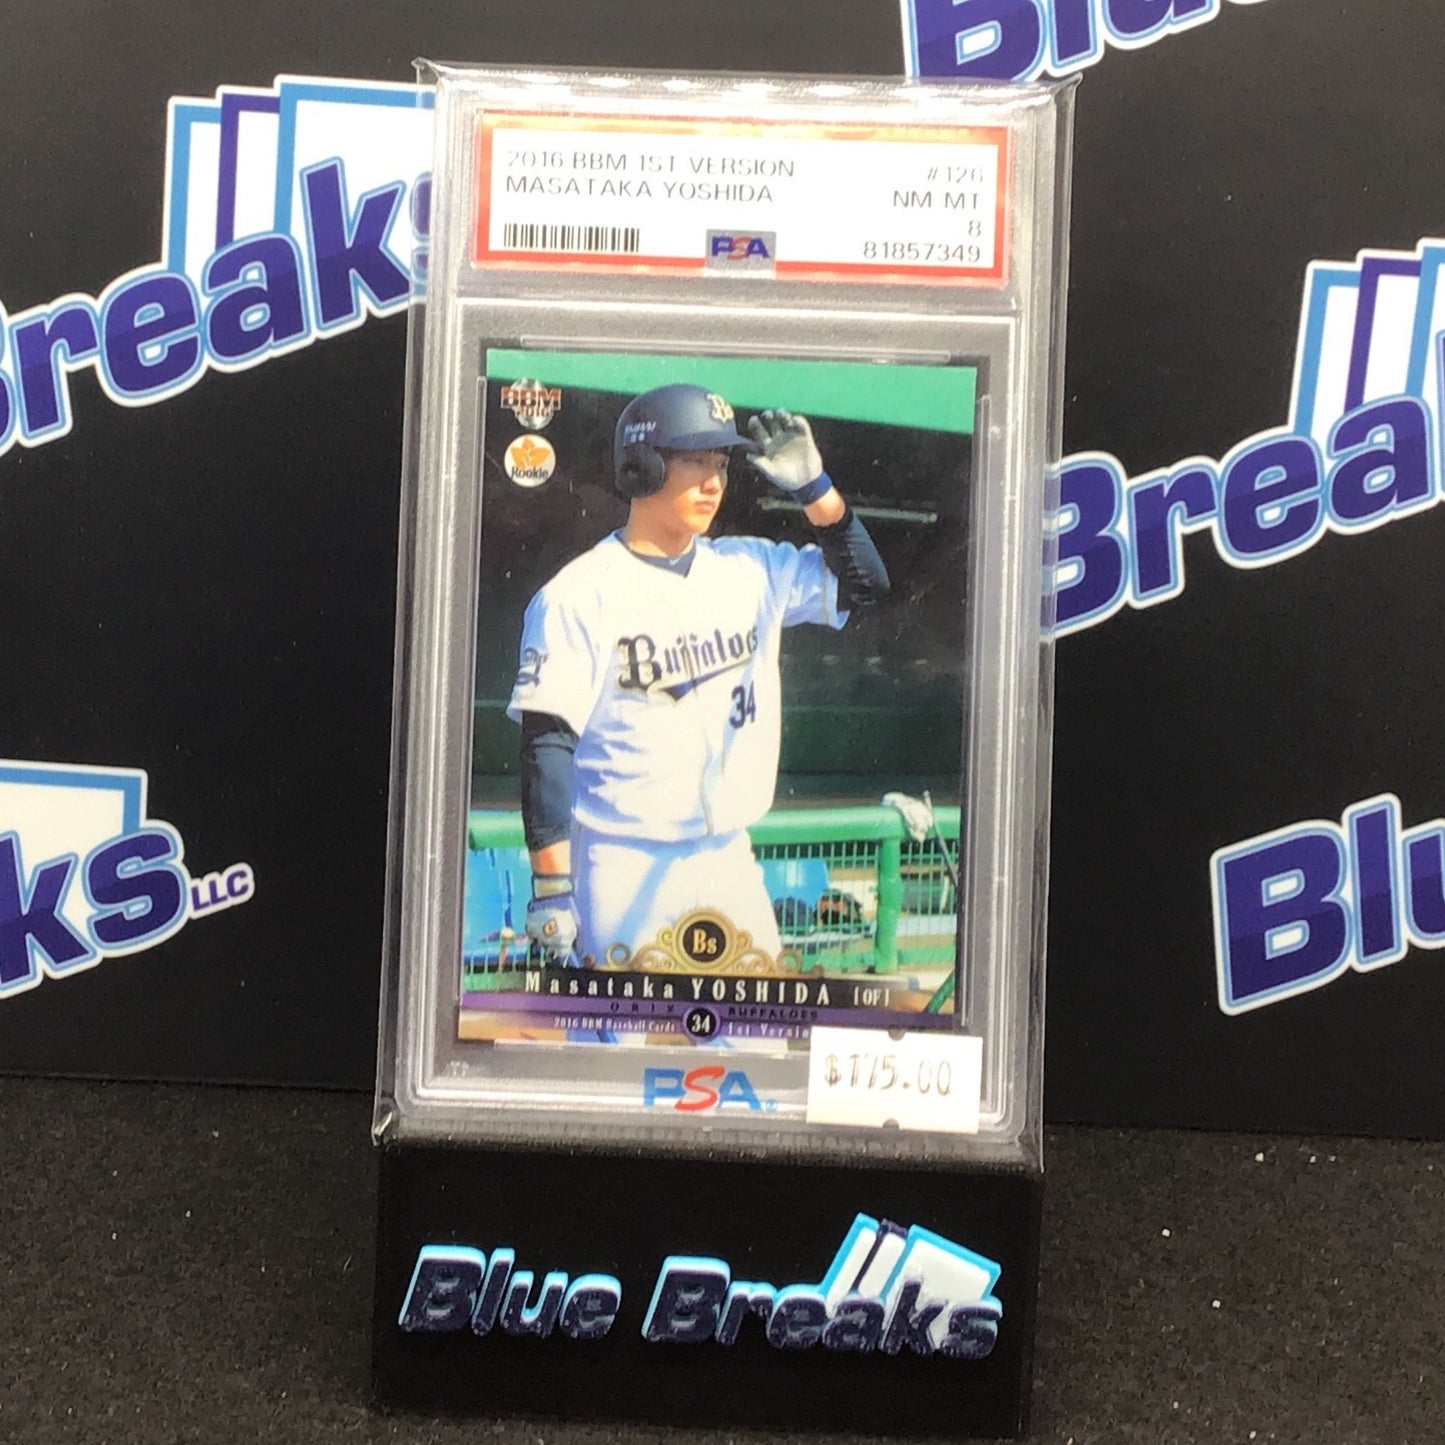 Blue
Breaks
2016 BBM 1ST VERSION #126
MASATAKA YOSHIDA NM MT
8
PSA 81857349
BBM
2016
Rookie
B
Buffaloes
34
Bs
Masataka YOSHIDA [OF]
ORIX BUFFALOES
2016 BBM Baseball Cards 34 1st Version
PSA
$175.00
Breaks
Breaks
Breaks LLC
Blue
Blue Breaks